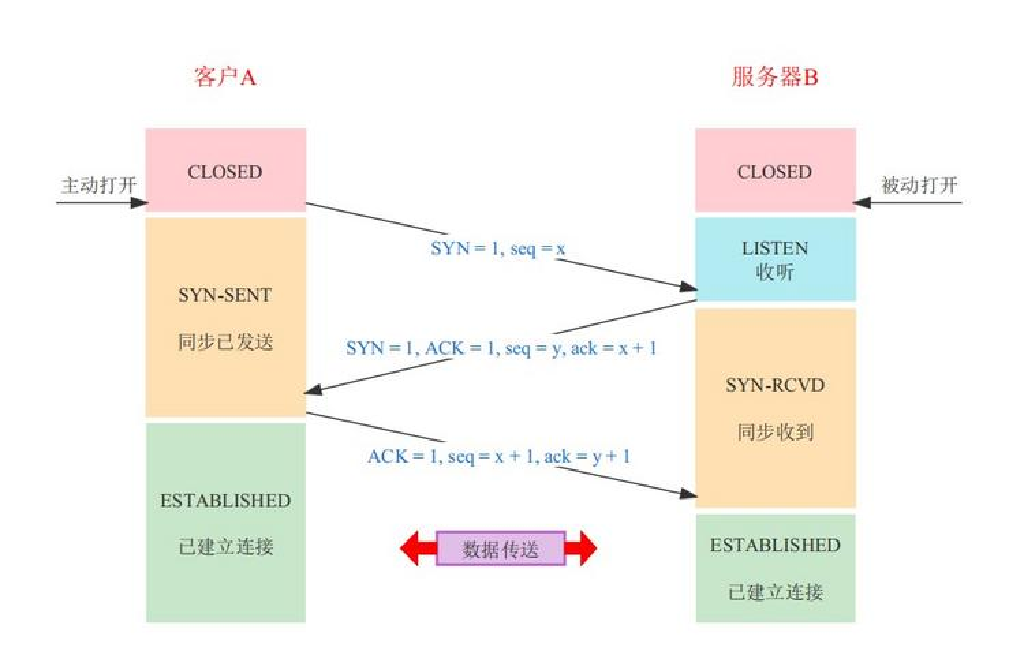 客户A
服务器B
CLOSED
CLOSED
主动打开
被动打开
SYN = 1, seq = x
LISTEN
收听
SYN-SENT
同步已发送
SYN = 1, ACK = 1, seq = y, ack = x + 1
SYN-RCVD
同步收到
ACK = 1, seq = x + 1, ack = y + 1
ESTABLISHED
已建立连接
数据传送
ESTABLISHED
已建立连接